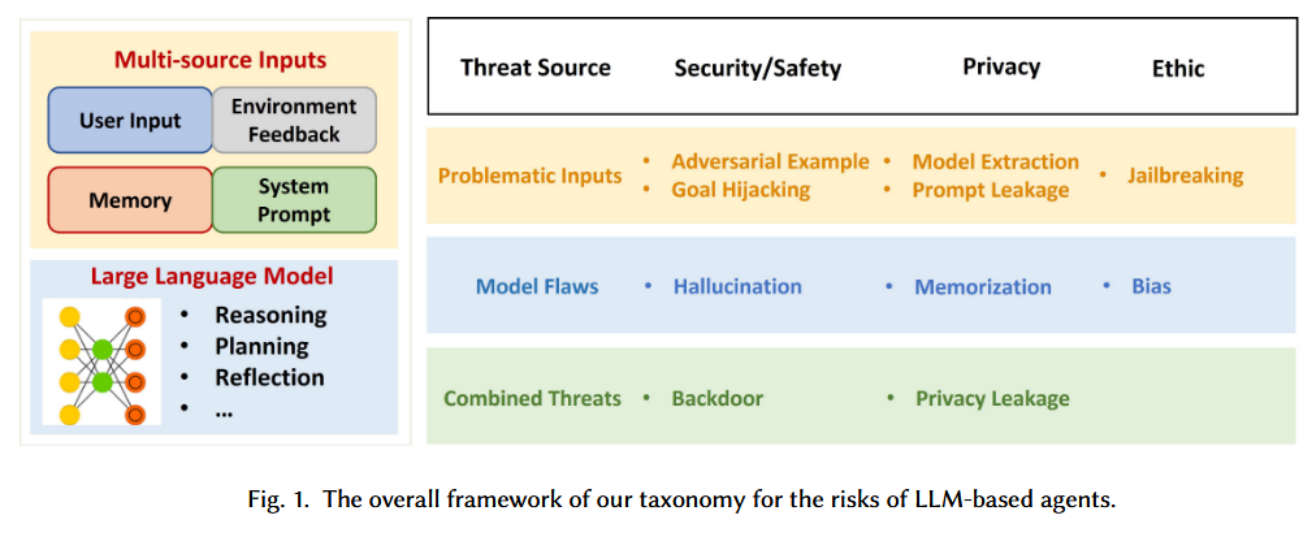 Multi-source Inputs
User Input
Environment
Feedback
Memory
System
Prompt
Large Language Model
• Reasoning
• Planning
• Reflection
• ...
Threat Source Security/Safety Privacy Ethic
Problematic Inputs
• Adversarial Example
• Goal Hijacking
• Model Extraction
• Prompt Leakage
• Jailbreaking
Model Flaws • Hallucination • Memorization • Bias
Combined Threats • Backdoor • Privacy Leakage
Fig. 1. The overall framework of our taxonomy for the risks of LLM-based agents.